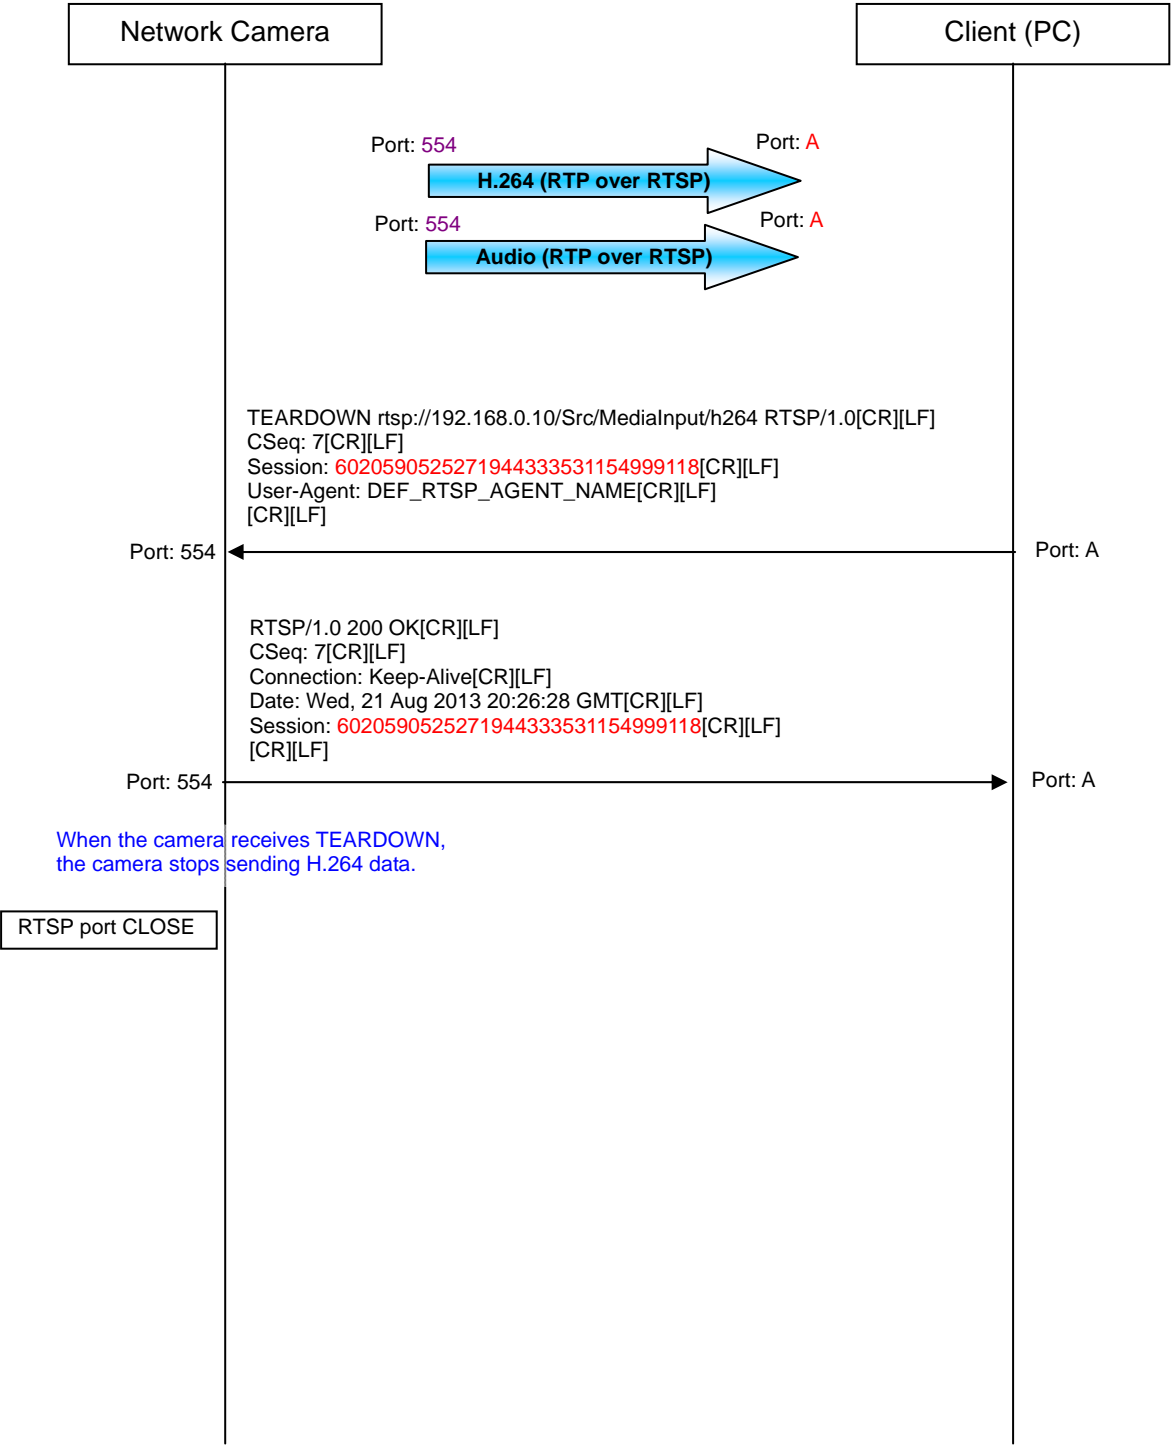 Network Camera
Client (PC)
Port: 554
Port: A
H.264 (RTP over RTSP)
Port: 554
Port: A
Audio (RTP over RTSP)
TEARDOWN rtsp://192.168.0.10/Src/MediaInput/h264 RTSP/1.0[CR][LF]
CSeq: 7[CR][LF]
Session: 6020590525271944333531154999118[CR][LF]
User-Agent: DEF_RTSP_AGENT_NAME[CR][LF]
[CR][LF]
Port: 554
Port: A
RTSP/1.0 200 OK[CR][LF]
CSeq: 7[CR][LF]
Connection: Keep-Alive[CR][LF]
Date: Wed, 21 Aug 2013 20:26:28 GMT[CR][LF]
Session: 6020590525271944333531154999118[CR][LF]
[CR][LF]
Port: 554
Port: A
When the camera receives TEARDOWN,
the camera stops sending H.264 data.
RTSP port CLOSE